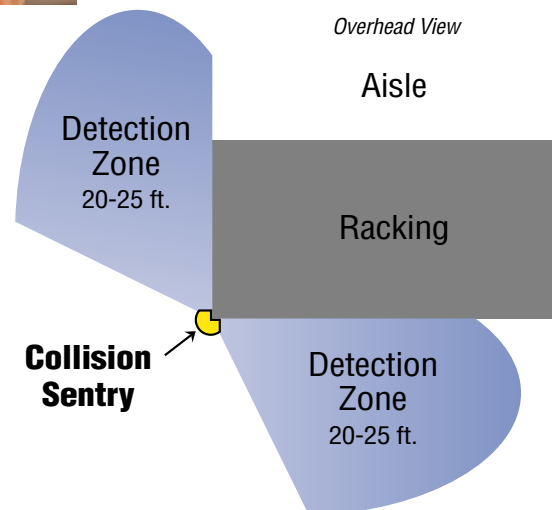 Overhead View
Aisle
Detection
Zone
20-25 ft.
Racking
Collision
Sentry
Detection
Zone
20-25 ft.